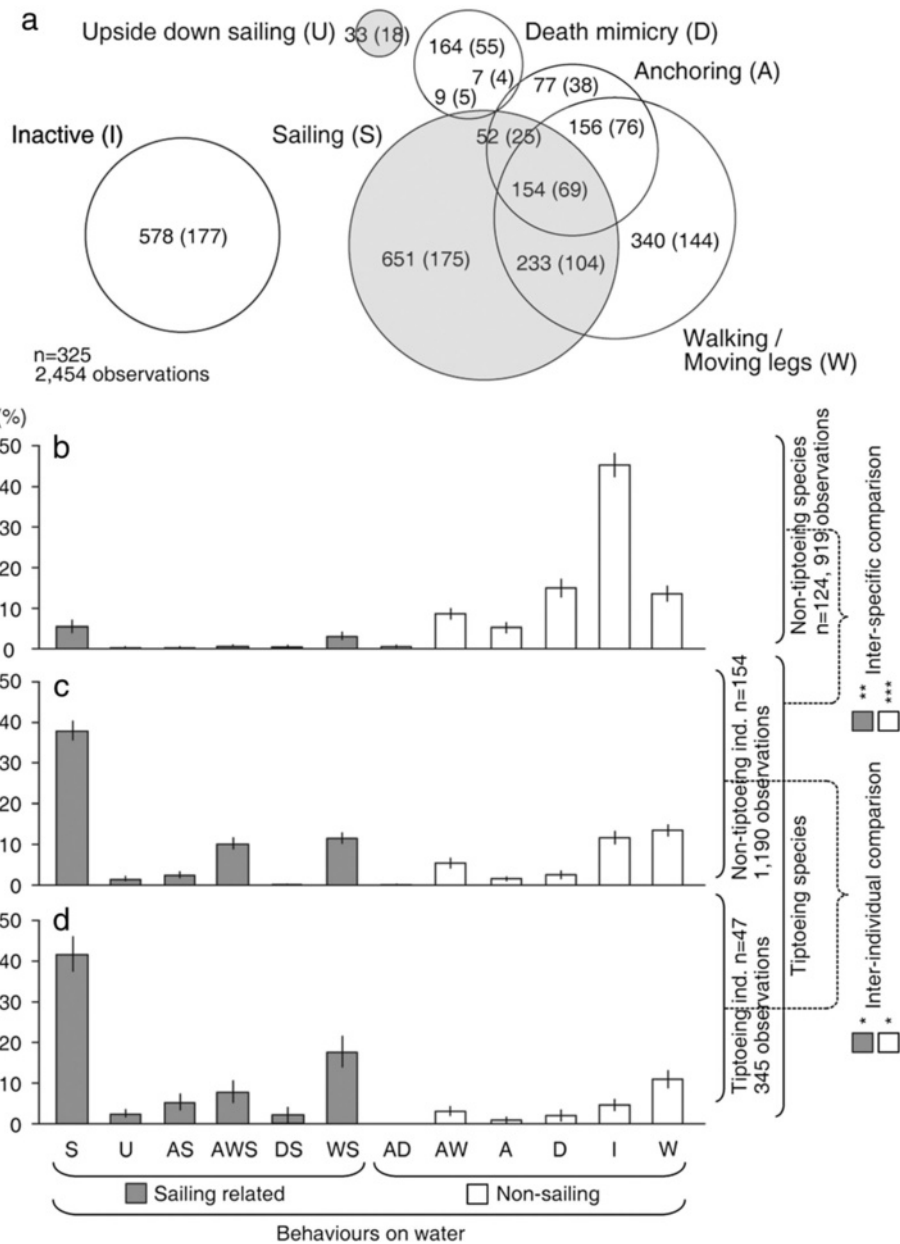 a
Upside down sailing (U)
33 (18)
164 (55)
Death mimicry (D)
7 (4)
77 (38)
Anchoring (A)
9 (5)
Inactive (I)
Sailing (S)
52 (25)
156 (76)
154 (69)
578 (177)
651 (175)
233 (104)
340 (144)
n=325
2,454 observations
Walking /
Moving legs (W)
(%)
b
50
40
30
20
10
0
Non-tiptoeing species
n=124, 919 observations
c
50
40
30
20
10
0
Non-tiptoeing ind. n=154
1,190 observations
d
50
40
30
20
10
0
Tiptoeing ind. n=47
345 observations
Tiptoeing species
** Inter-specific comparison
***
* Inter-individual comparison
*
S U AS AWS DS WS AD AW A D I W
Sailing related
Non-sailing
Behaviours on water